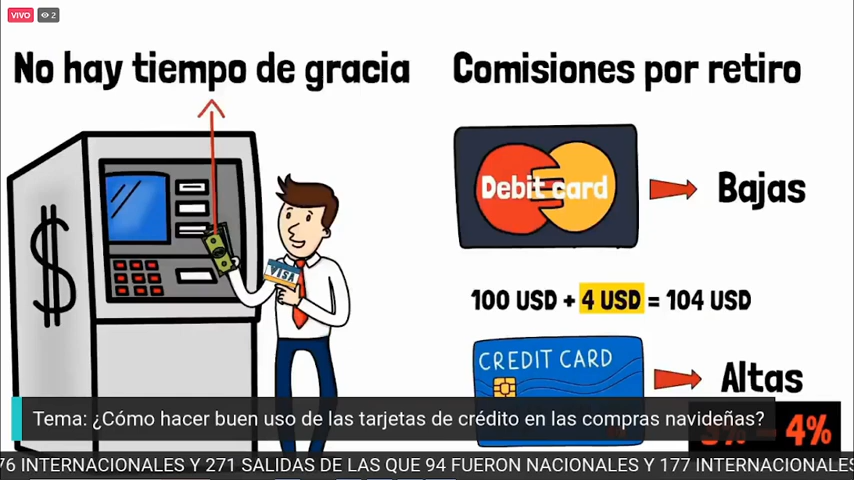 VIVO
2
No hay tiempo de gracia
Comisiones por retiro
$
VISA
Debit card
Bajas
100 USD + 4 USD = 104 USD
CREDIT CARD
Altas
4%
Tema: ¿Cómo hacer buen uso de las tarjetas de crédito en las compras navideñas?
76 INTERNACIONALES Y 271 SALIDAS DE LAS QUE 94 FUERON NACIONALES Y 177 INTERNACIONALES